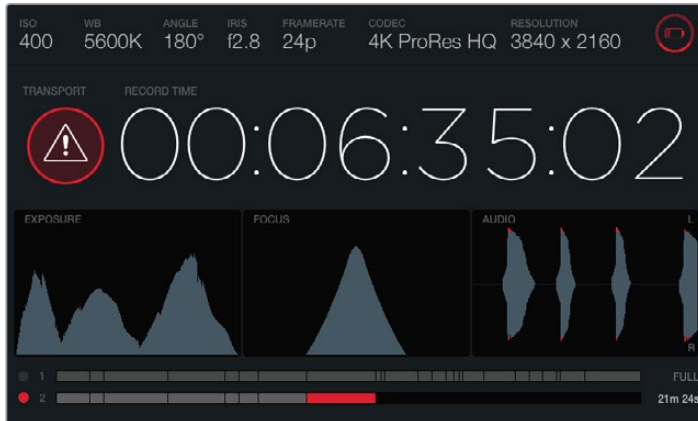 ISO WB ANGLE IRIS FRAMERATE CODEC RESOLUTION
400 5600K 180° f2.8 24p 4K ProRes HQ 3840 x 2160
TRANSPORT RECORD TIME
00:06:35:02
EXPOSURE FOCUS AUDIO L
R
1 FULL
2 21m 24s